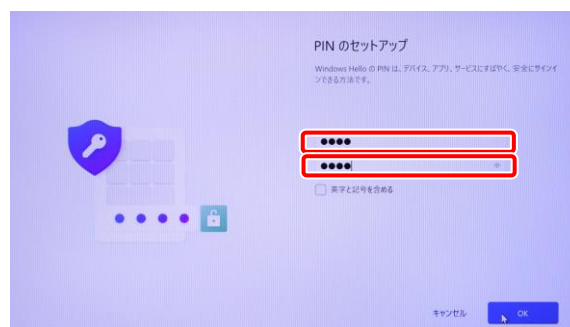 PIN のセットアップ
Windows Hello の PIN は、デバイス、アプリ、サービスにすばやく、安全にサインイ
ンできる方法です。
●●●●
●●●●
英字と記号を含める
キャンセル
OK